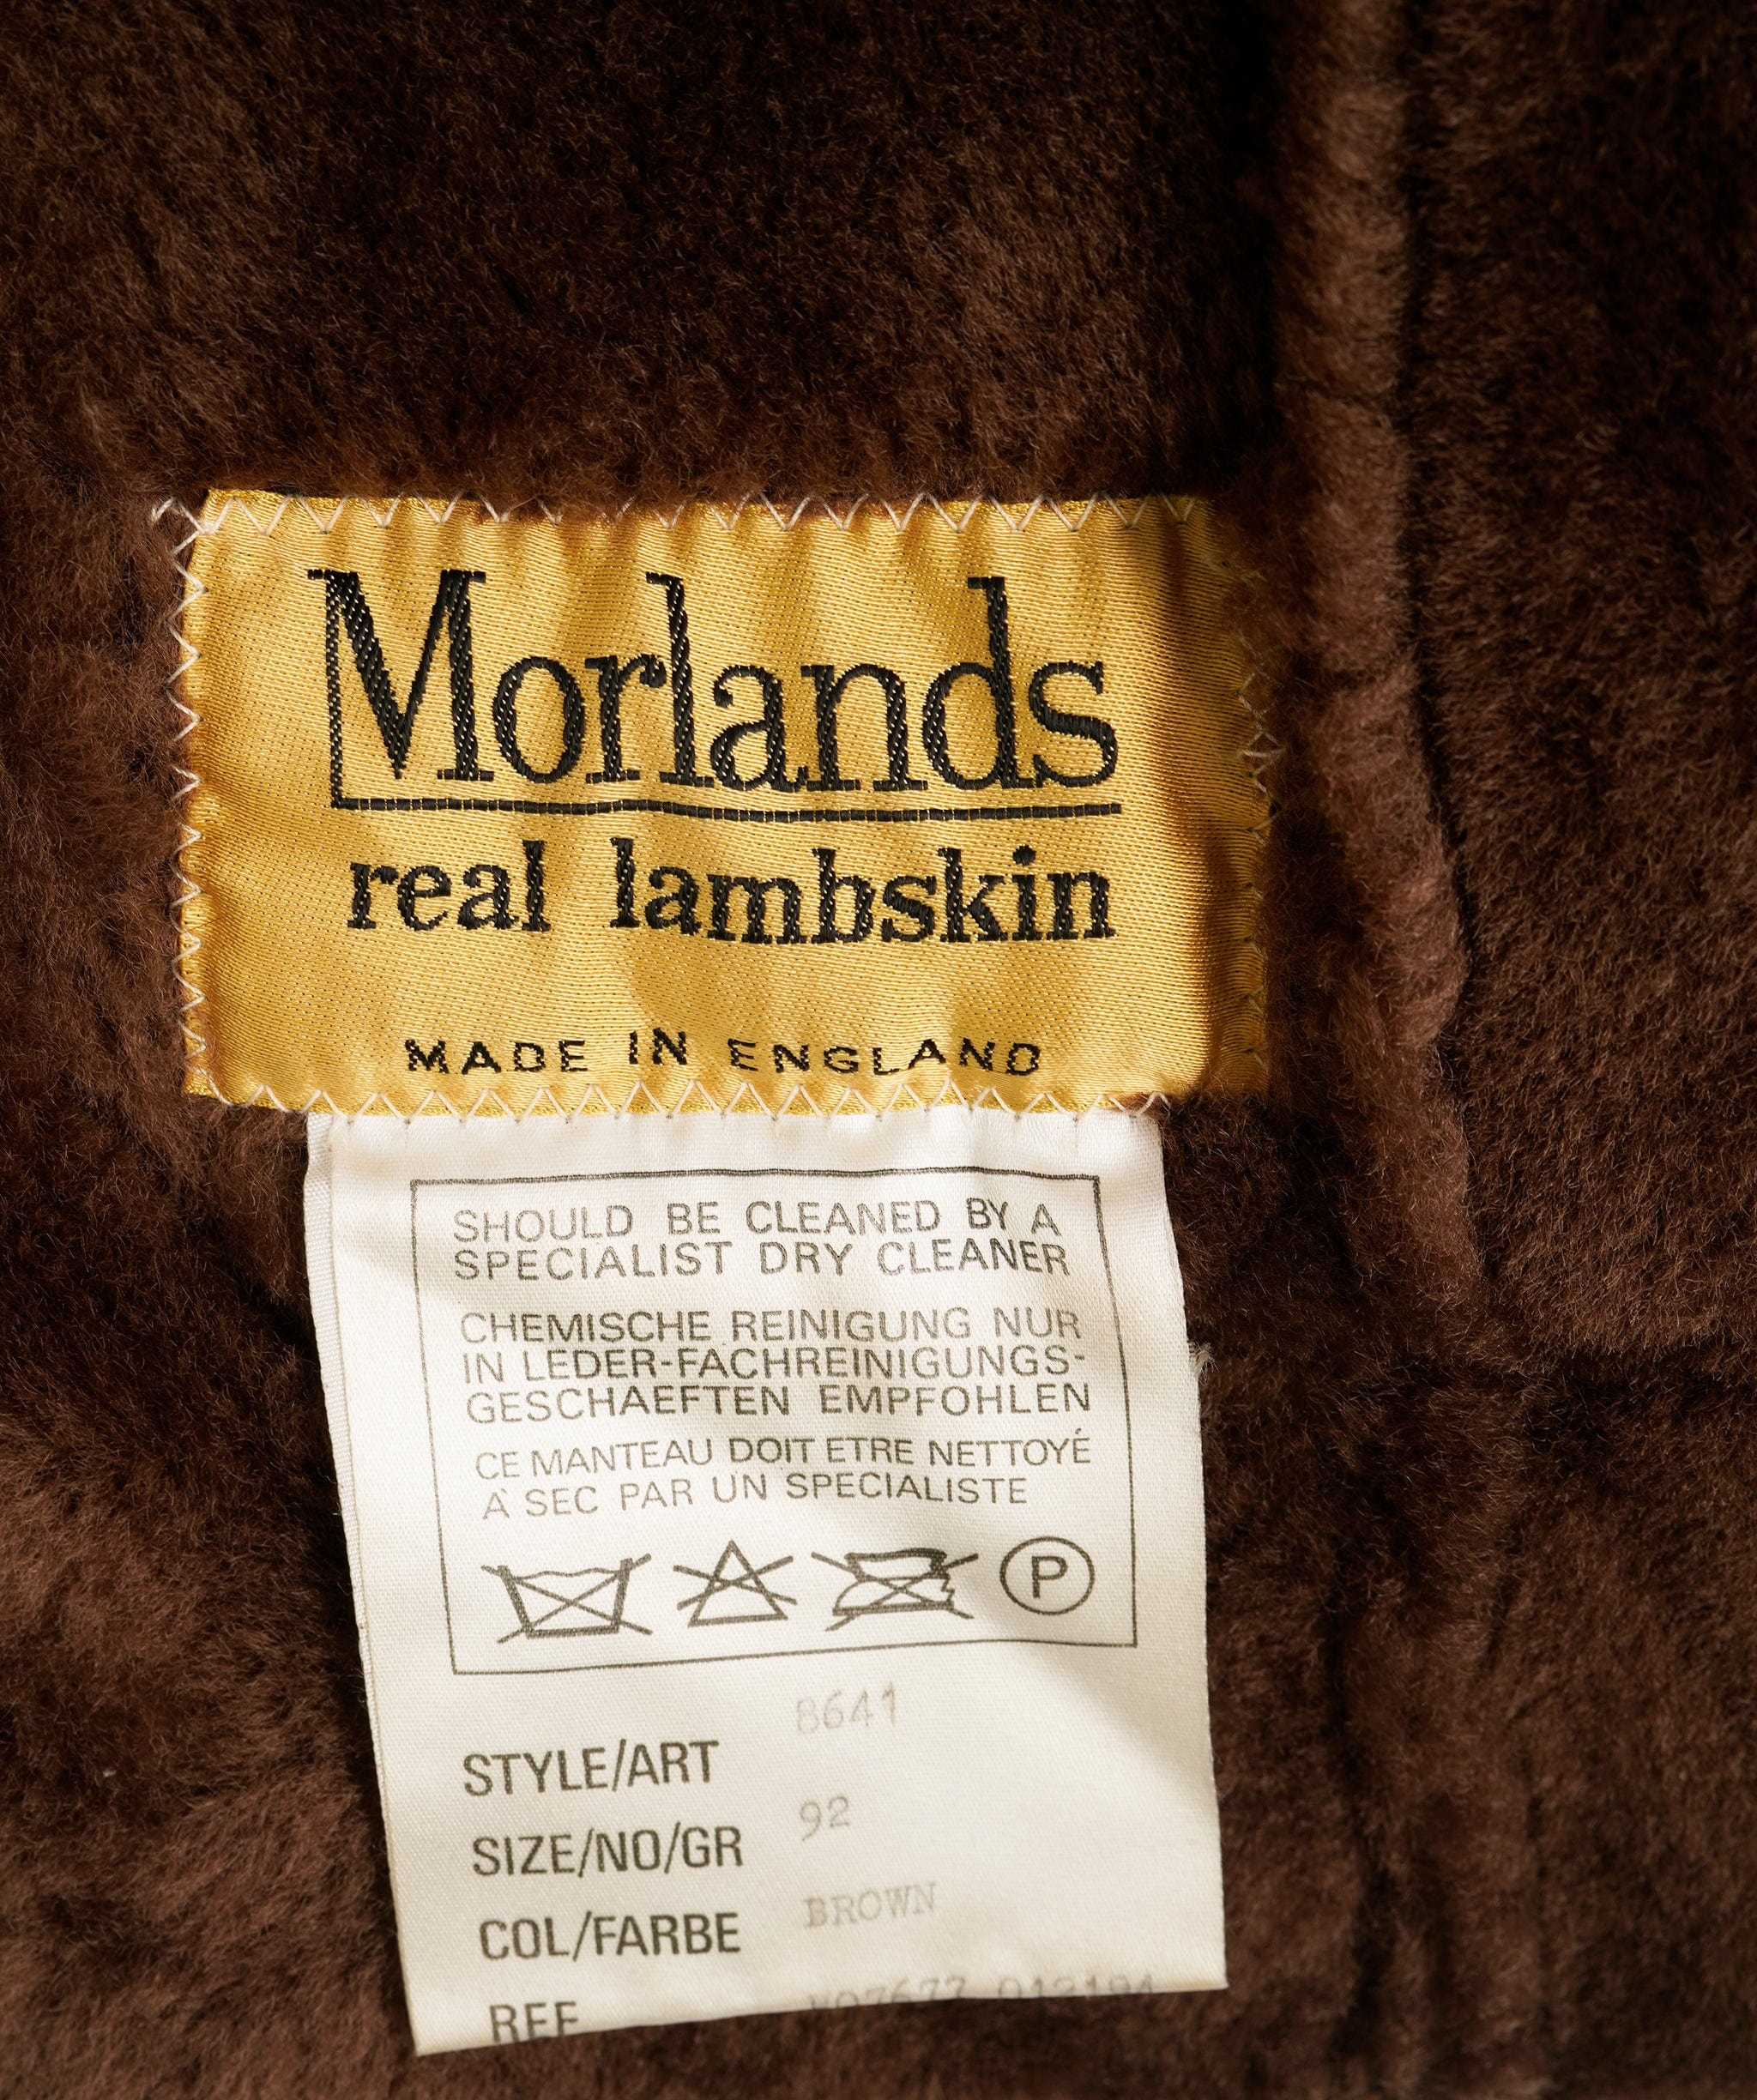 Morlands
real lambskin
MADE IN ENGLAND
SHOULD BE CLEANED BY A
SPECIALIST DRY CLEANER
CHEMISCHE REINIGUNG NUR
IN LEDER-FACHREINIGUNGS-
GESCHAEFTEN EMPFOHLEN
CE MANTEAU DOIT ETRE NETTOYÉ
À SEC PAR UN SPECIALISTE
P
STYLE/ART 8641
SIZE/NO/GR 92
COL/FARBE BROWN
REF